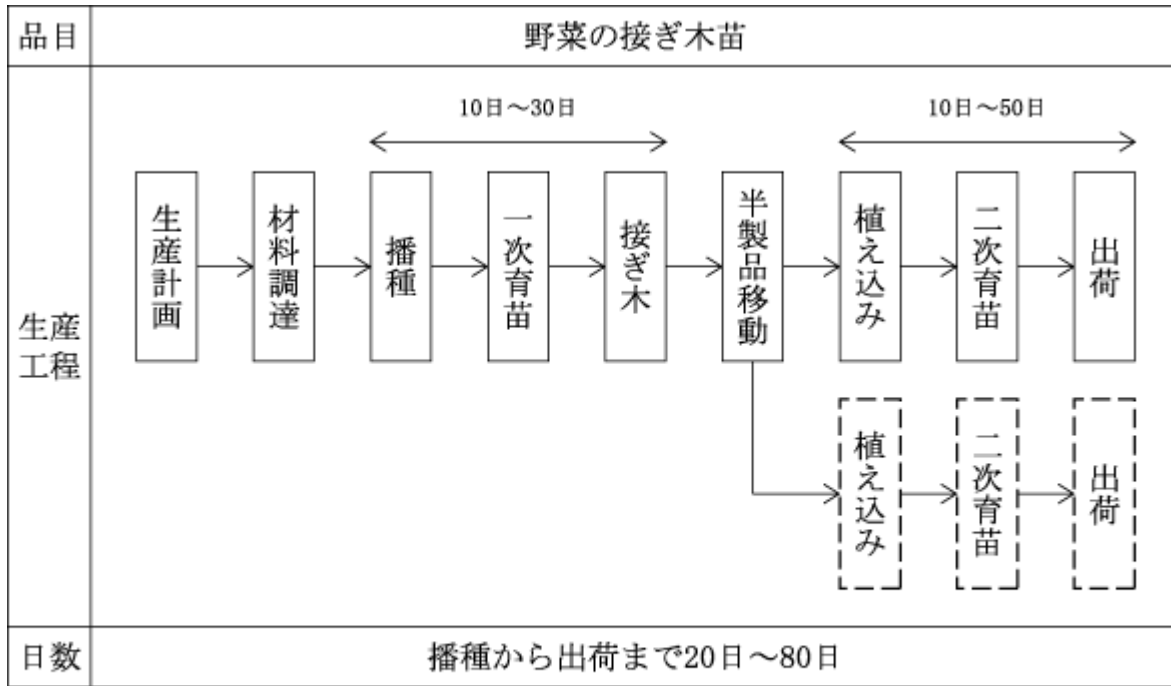 品目
野菜の接ぎ木苗
生産
工程
10日～30日
10日～50日
生産計画
材料調達
播種
一次育苗
接ぎ木
半製品移動
植え込み
二次育苗
出荷
植え込み
二次育苗
出荷
日数
播種から出荷まで20日～80日